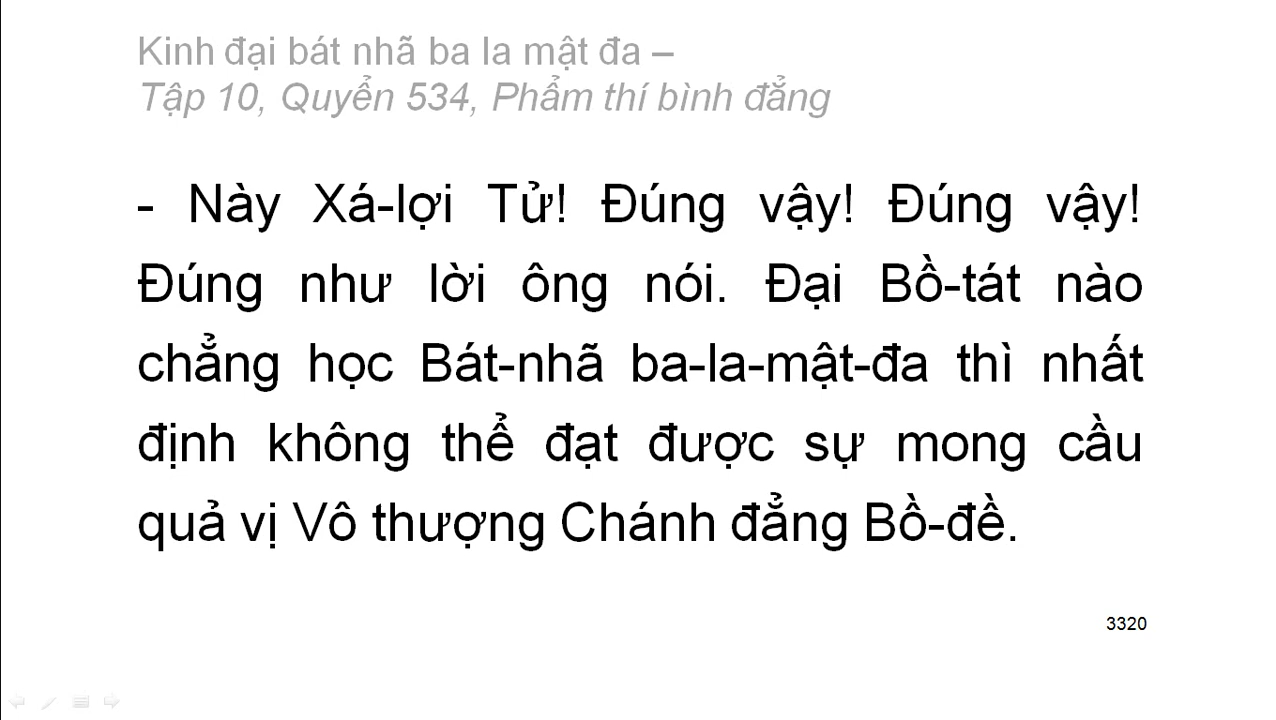 Kinh đại bát nhã ba la mật đa –
Tập 10, Quyển 534, Phẩm thí bình đẳng
- Này Xá-lợi Tử! Đúng vậy! Đúng vậy!
Đúng như lời ông nói. Đại Bồ-tát nào
chẳng học Bát-nhã ba-la-mật-đa thì nhất
định không thể đạt được sự mong cầu
quả vị Vô thượng Chánh đẳng Bồ-đề.
3320